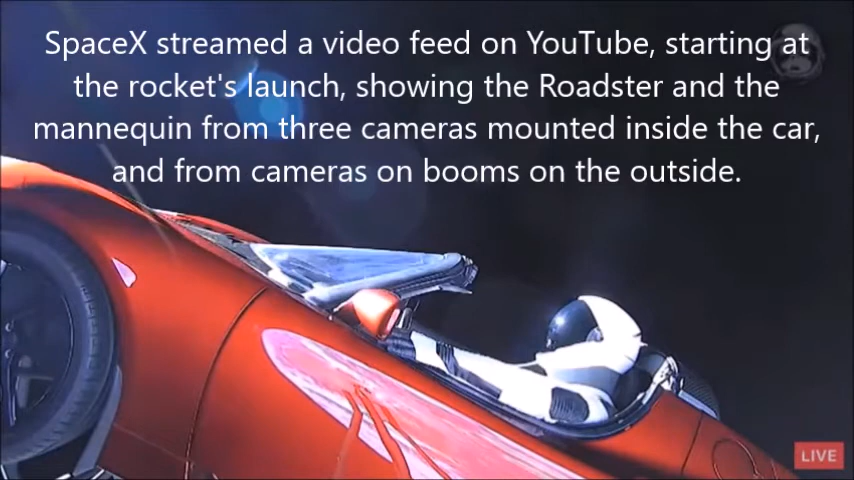 SpaceX streamed a video feed on YouTube, starting at
the rocket's launch, showing the Roadster and the
mannequin from three cameras mounted inside the car,
and from cameras on booms on the outside.
LIVE